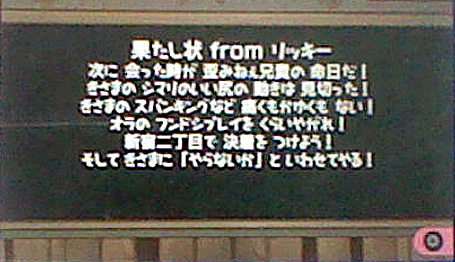 果たし状 from リッキー
次に 会った時が 歪みねぇ兄貴の 命日だ！
きさまの シマリのいい尻の 動きは 見切った！
きさまの スパンキングなど 痛くもかゆくも ない！
オラの フンドシプレイを くらいやがれ！
新宿二丁目で 決着を つけよう！
そして きさまに 「やらないか」 と いわせてやる！